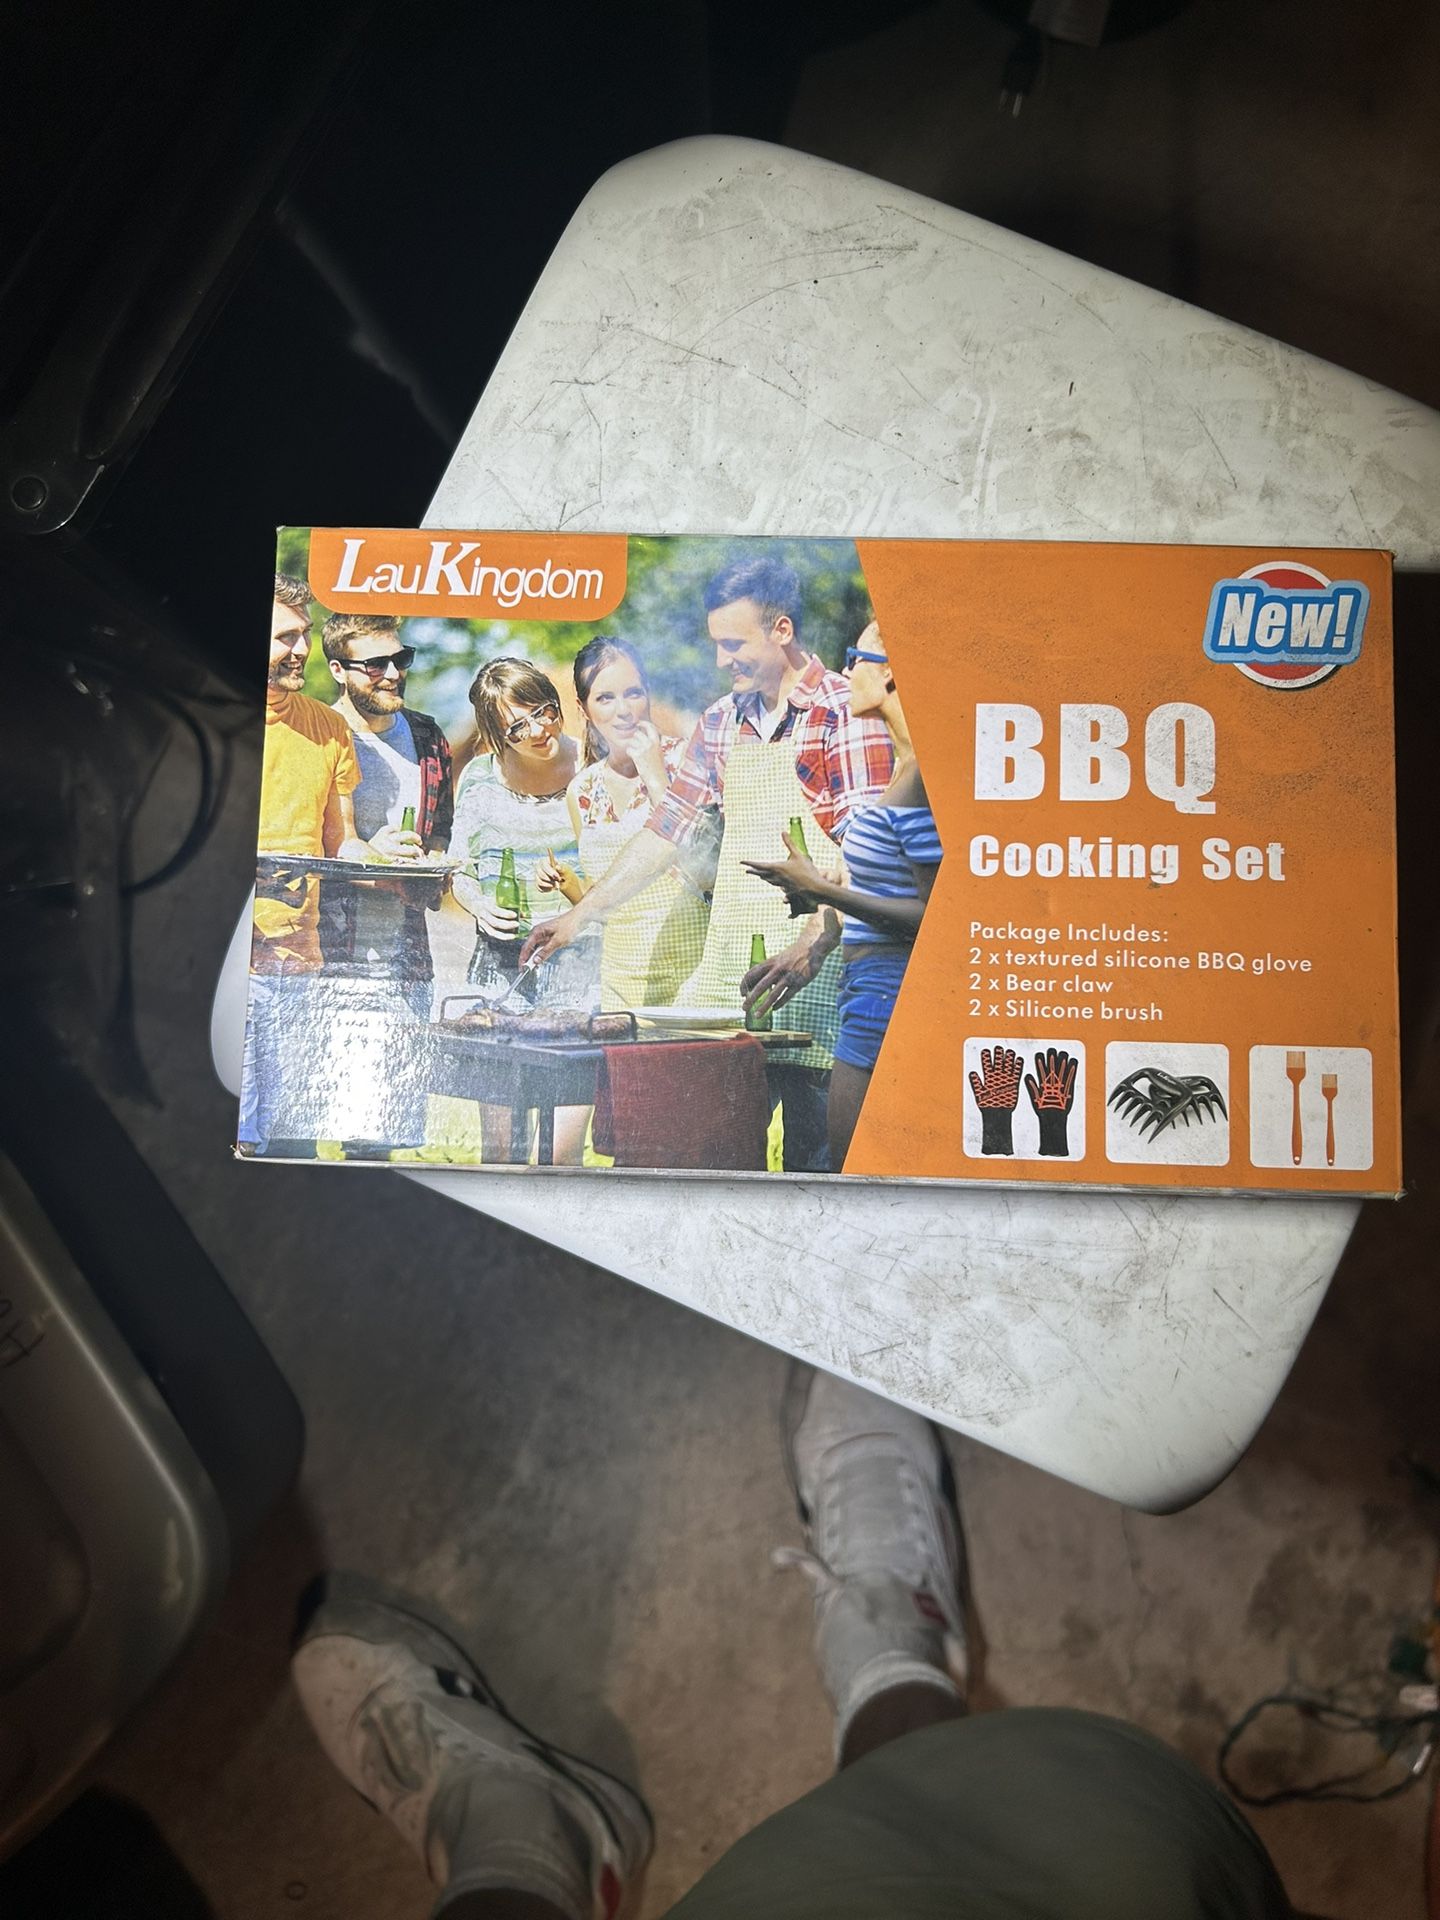 LauKingdom
New!
BBQ
Cooking Set
Package Includes:
2 x textured silicone BBQ glove
2 x Bear claw
2 x Silicone brush